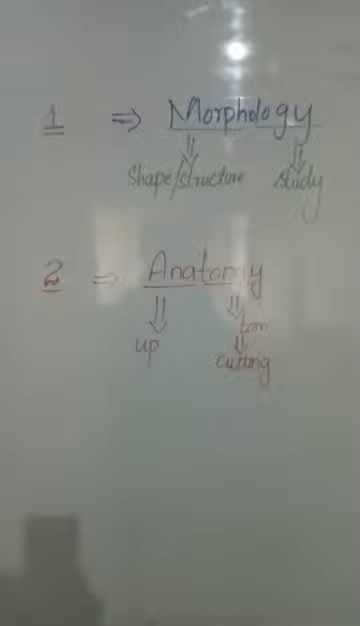 1 ⇒ Morphology
⇓ ⇓
Shape/structure study
2 ⇒ Anatomy
⇓ ⇓
tom
up ⇓
cutting